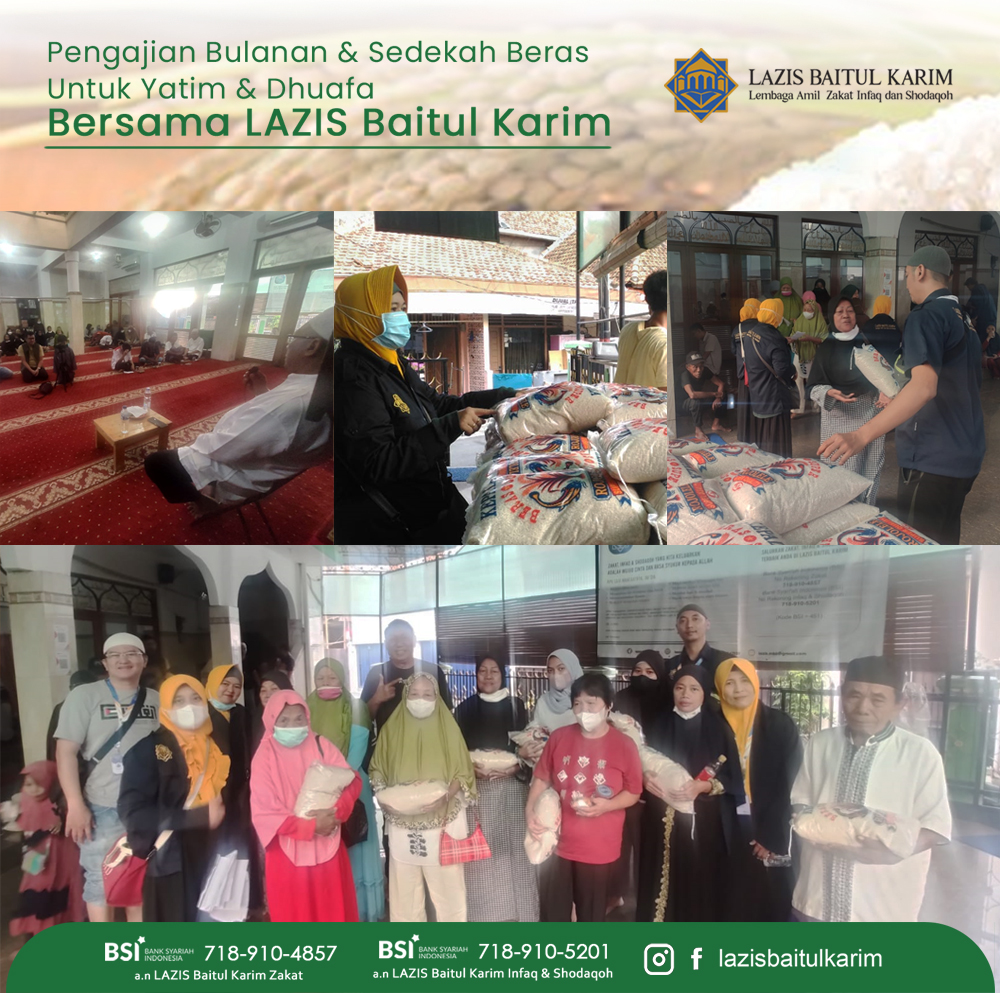 Pengajian Bulanan & Sedekah Beras
Untuk Yatim & Dhuafa
Bersama LAZIS Baitul Karim
LAZIS BAITUL KARIM
Lembaga Amil Zakat Infaq dan Shodaqoh
BERAS
KEPA
BSI BANK SYARIAH INDONESIA 718-910-4857
a.n LAZIS Baitul Karim Zakat
BSI BANK SYARIAH INDONESIA 718-910-5201
a.n LAZIS Baitul Karim Infaq & Shodaqoh
lazisbaitulkarim